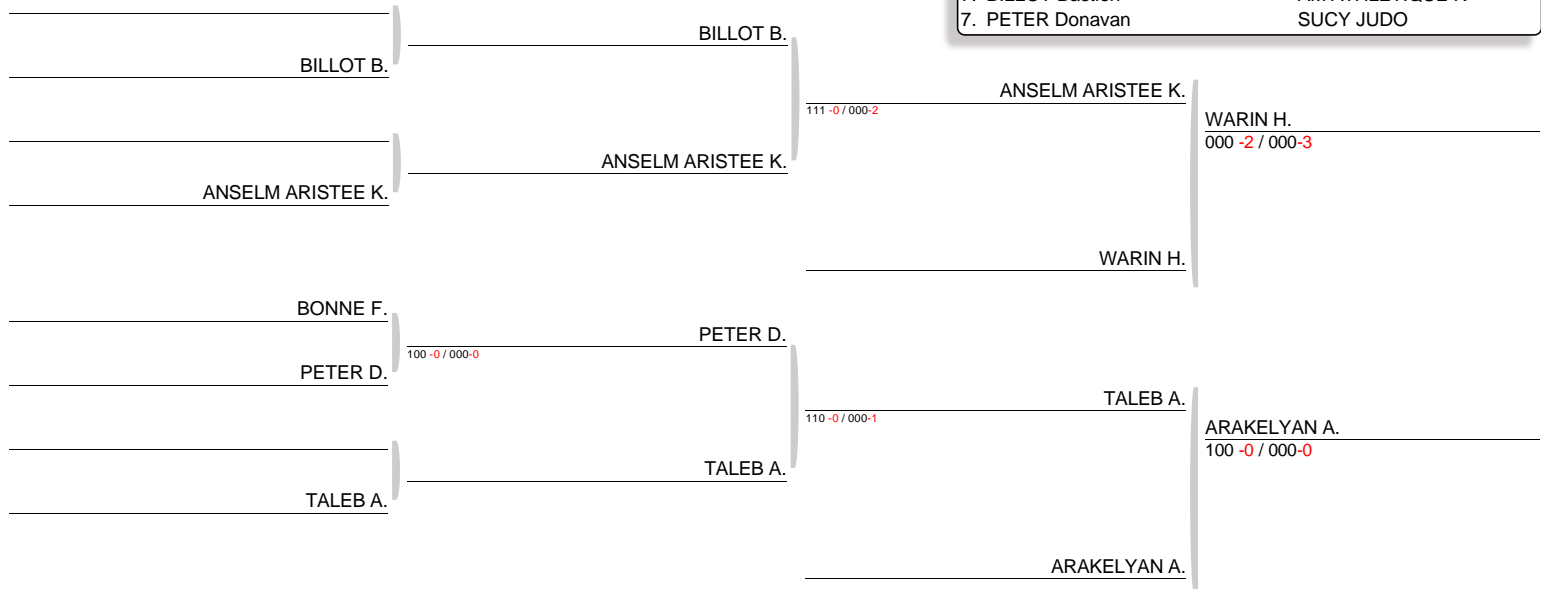 7. PETER Donavan SUCY JUDO
BILLOT B.
BILLOT B.
ANSELM ARISTEE K.
111 -0 / 000-2
WARIN H.
000 -2 / 000-3
ANSELM ARISTEE K.
ANSELM ARISTEE K.
WARIN H.
BONNE F.
PETER D.
100 -0 / 000-0
PETER D.
TALEB A.
110 -0 / 000-1
ARAKELYAN A.
100 -0 / 000-0
TALEB A.
TALEB A.
ARAKELYAN A.